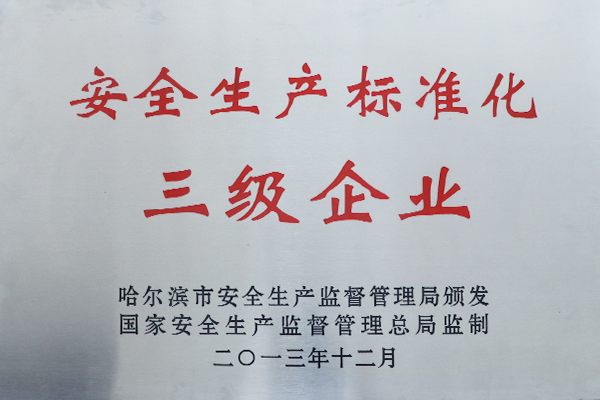 安全生产标准化
三级企业
哈尔滨市安全生产监督管理局颁发
国家安全生产监督管理总局监制
二〇一三年十二月